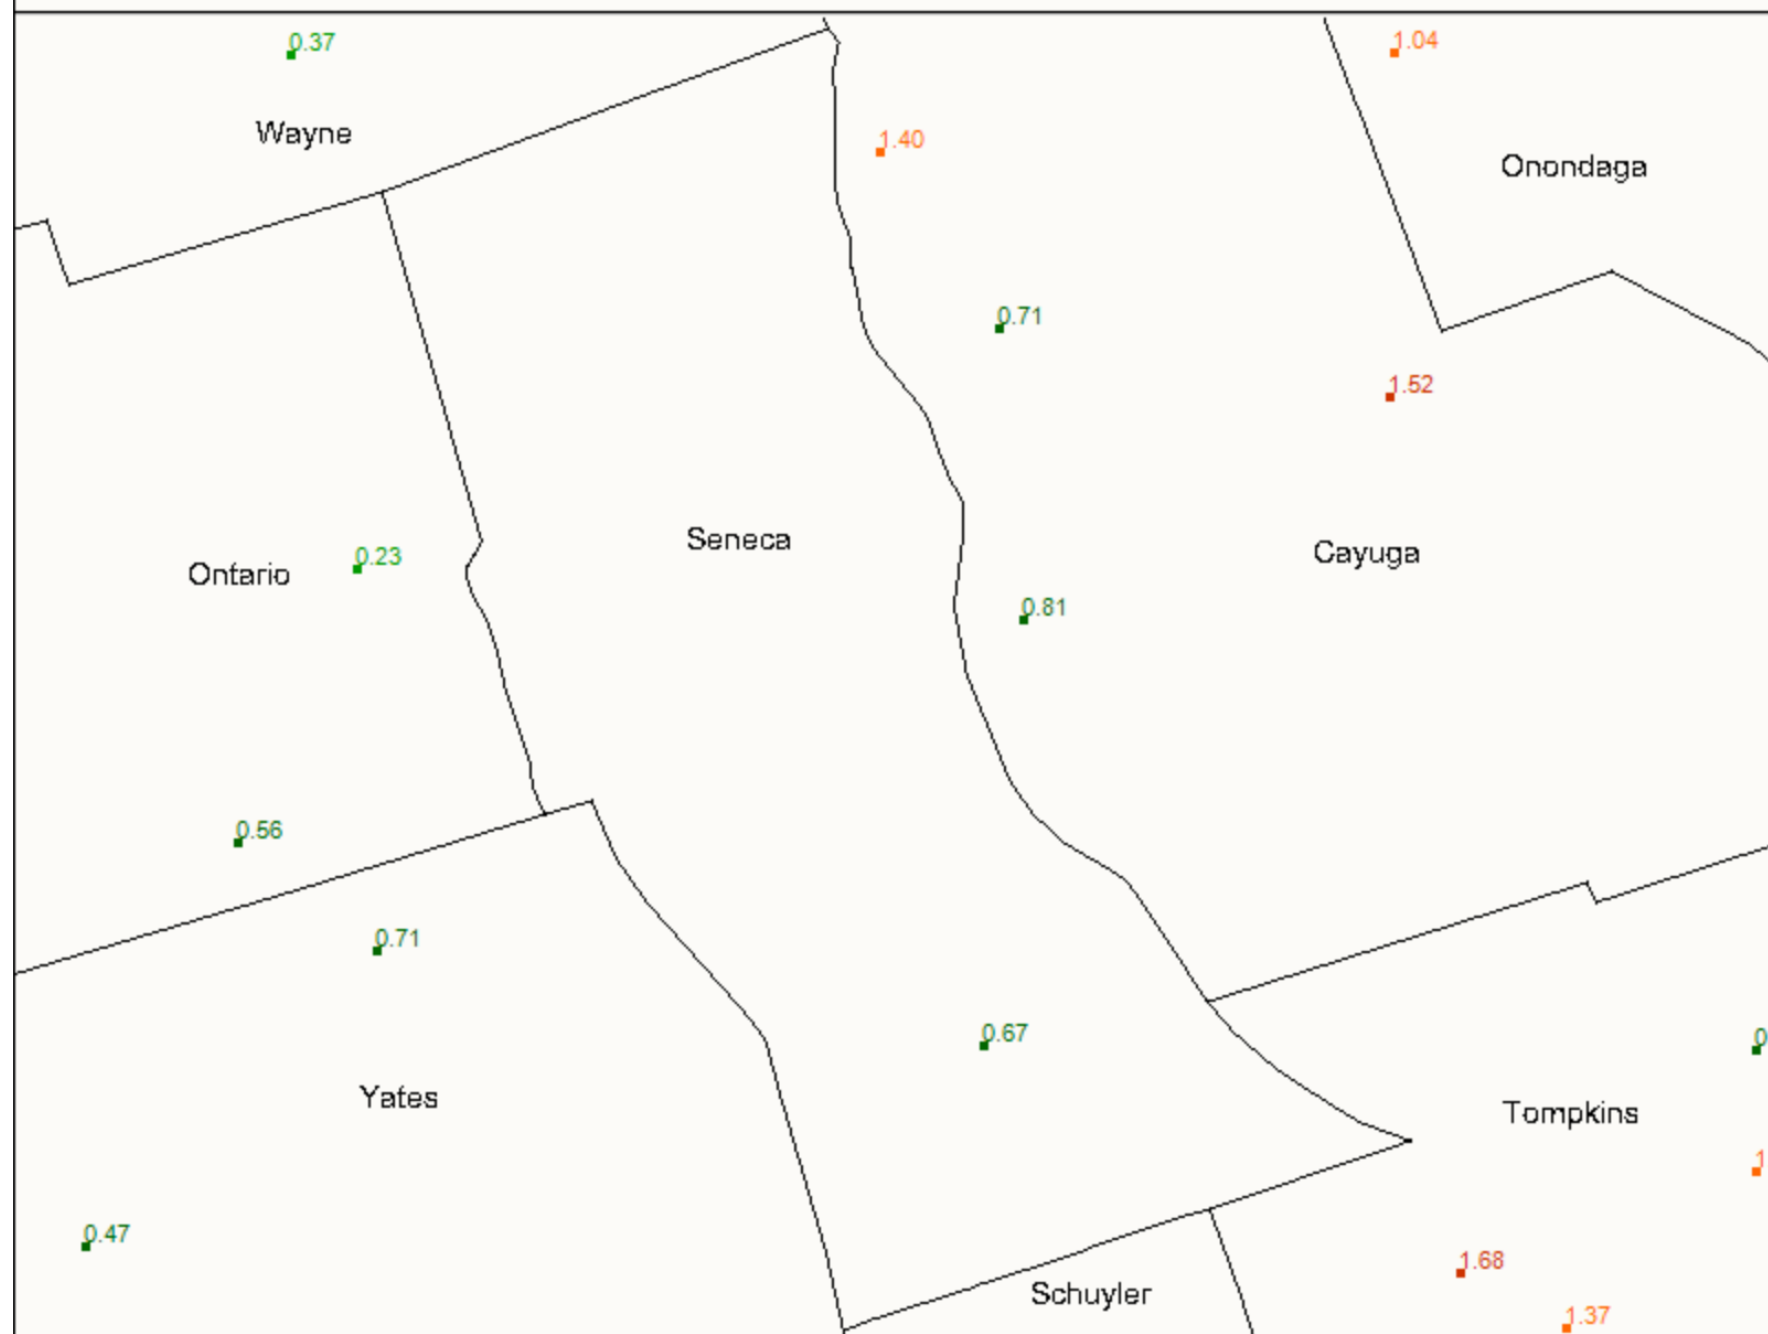 0.37
1.04
Wayne
1.40
Onondaga
0.71
1.52
Seneca
Cayuga
Ontario
0.23
0.81
0.56
0.71
0.67
Yates
Tompkins
0.47
1.68
Schuyler
1.37